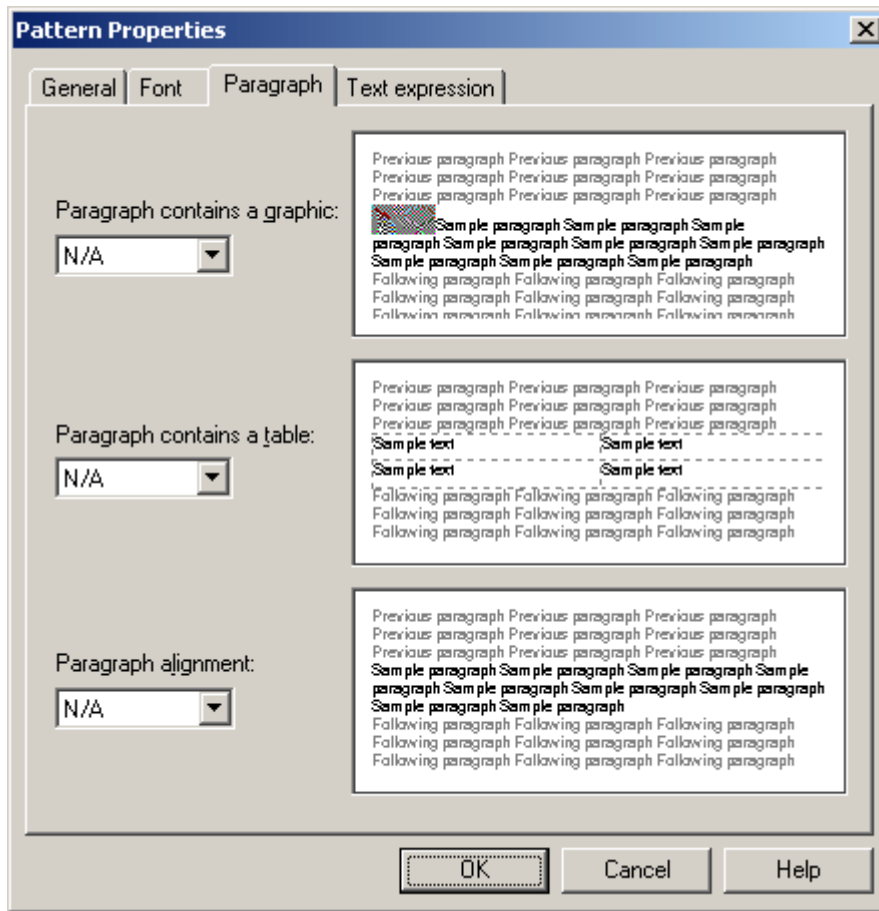 Pattern Properties
General Font Paragraph Text expression
Paragraph contains a graphic:
N/A
Previous paragraph Previous paragraph Previous paragraph
Previous paragraph Previous paragraph Previous paragraph
Previous paragraph Previous paragraph Previous paragraph
Sample paragraph Sample paragraph Sample
paragraph Sample paragraph Sample paragraph Sample paragraph
Sample paragraph Sample paragraph Sample paragraph
Following paragraph Following paragraph Following paragraph
Following paragraph Following paragraph Following paragraph
Following paragraph Following paragraph Following paragraph
Paragraph contains a table:
N/A
Previous paragraph Previous paragraph Previous paragraph
Previous paragraph Previous paragraph Previous paragraph
Previous paragraph Previous paragraph Previous paragraph
Sample text Sample text
Sample text Sample text
Following paragraph Following paragraph Following paragraph
Following paragraph Following paragraph Following paragraph
Following paragraph Following paragraph Following paragraph
Paragraph alignment:
N/A
Previous paragraph Previous paragraph Previous paragraph
Previous paragraph Previous paragraph Previous paragraph
Previous paragraph Previous paragraph Previous paragraph
Sample paragraph Sample paragraph Sample paragraph Sample
paragraph Sample paragraph Sample paragraph Sample paragraph
Sample paragraph Sample paragraph
Following paragraph Following paragraph Following paragraph
Following paragraph Following paragraph Following paragraph
Following paragraph Following paragraph Following paragraph
OK Cancel Help